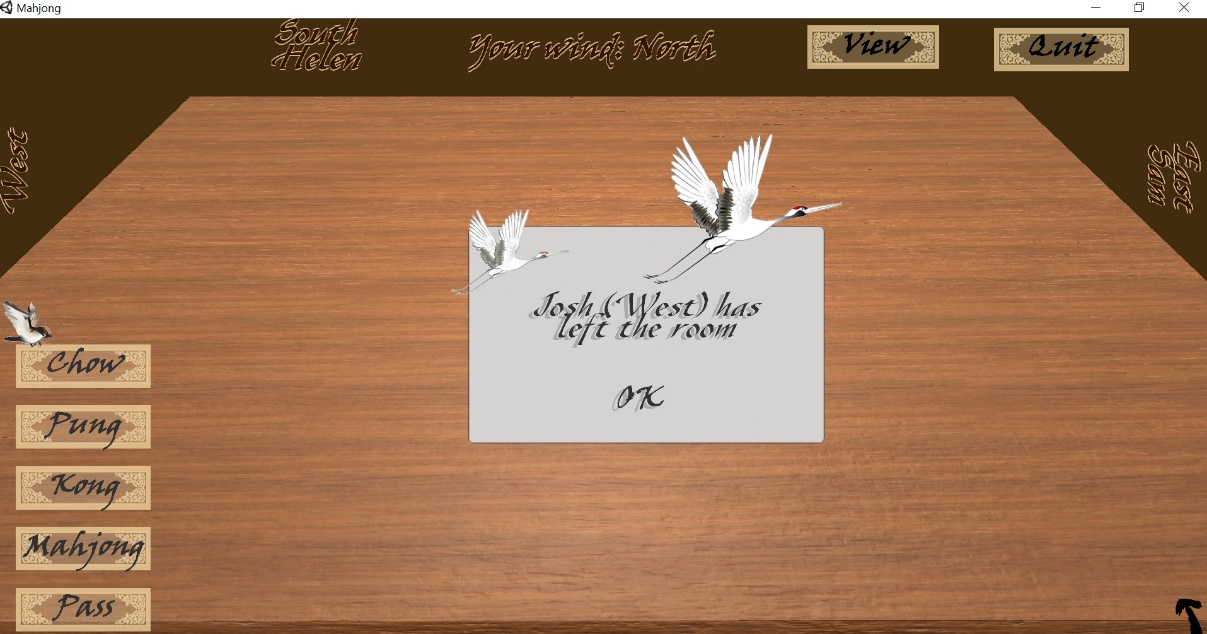 Mahjong
South
Helen
Your wind: North
View
Quit
West
East
Sam
Josh (West) has
left the room
OK
Chow
Pung
Kong
Mahjong
Pass